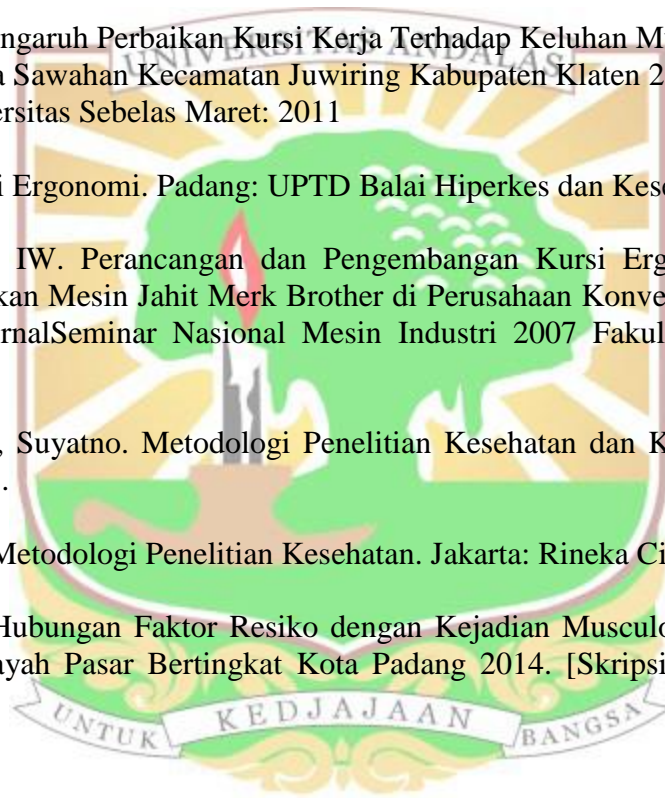 ngaruh Perbaikan Kursi Kerja Terhadap Keluhan M
UNIVERSITAS ANDALAS
a Sawahan Kecamatan Juwiring Kabupaten Klaten 2
ersitas Sebelas Maret: 2011
i Ergonomi. Padang: UPTD Balai Hiperkes dan Kese
IW. Perancangan dan Pengembangan Kursi Erg
kan Mesin Jahit Merk Brother di Perusahaan Konve
rnalSeminar Nasional Mesin Industri 2007 Fakul
, Suyatno. Metodologi Penelitian Kesehatan dan K
.
Metodologi Penelitian Kesehatan. Jakarta: Rineka Ci
Hubungan Faktor Resiko dengan Kejadian Musculo
ayah Pasar Bertingkat Kota Padang 2014. [Skripsi
UNTUK KEDJAJAAN BANGSA